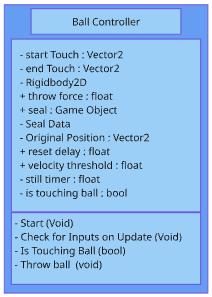 Ball Controller
- start Touch : Vector2
- end Touch : Vector2
- Rigidbody2D
+ throw force ; float
+ seal ; Game Object
- Seal Data
- Original Position : Vector2
+ reset delay ; float
+ velocity threshold : float
- still timer : float
- is touching ball ; bool
- Start (Void)
- Check for Inputs on Update (Void)
- Is Touching Ball (bool)
- Throw ball (void)